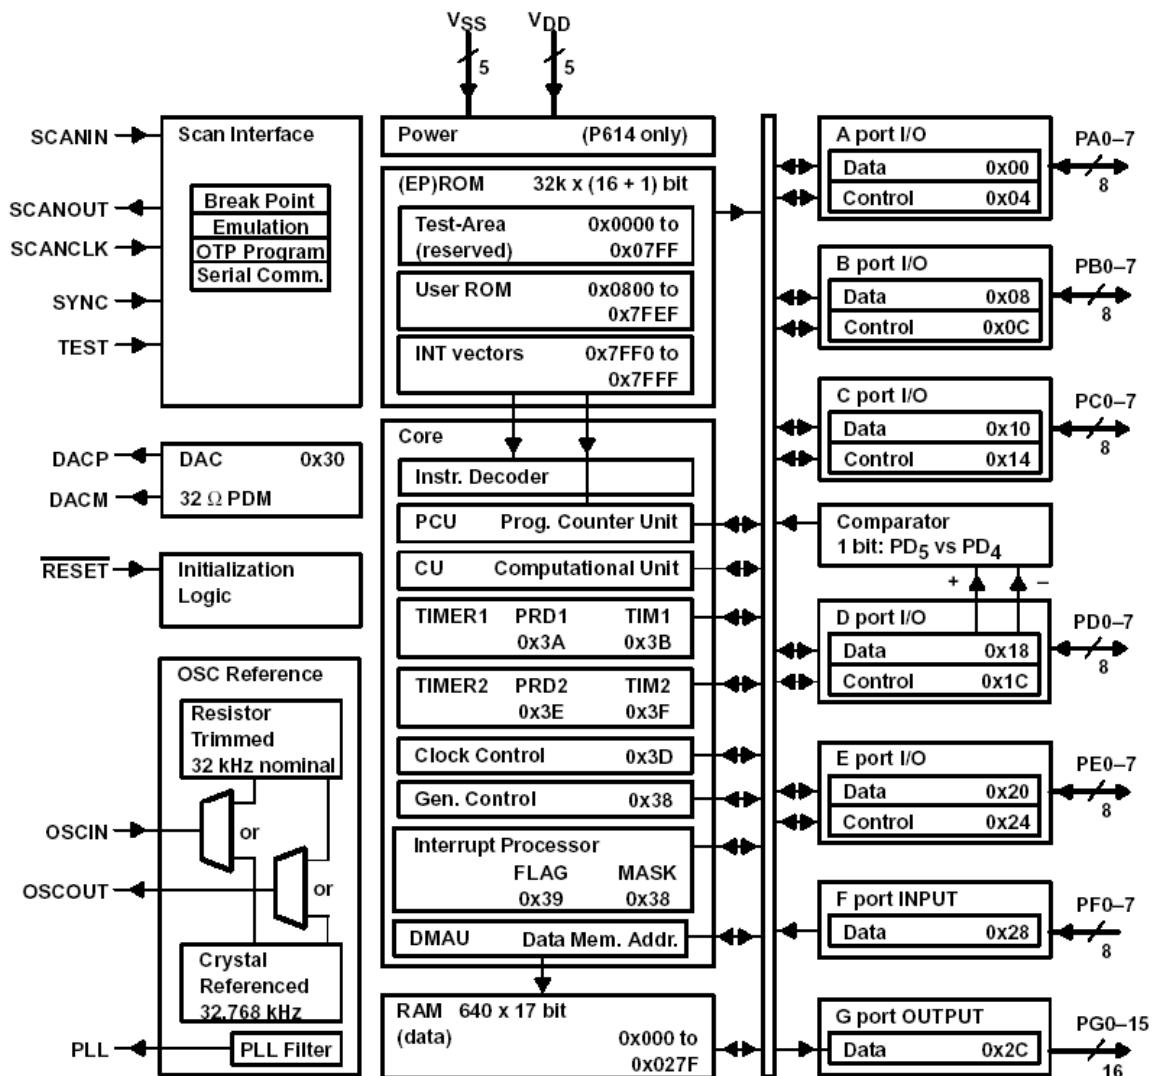 VSS VDD
5 5
SCANIN
SCANOUT
SCANCLK
SYNC
TEST
Scan Interface
Break Point
Emulation
OTP Program
Serial Comm.
DACP
DACM
DAC 0x30
32 Ω PDM
RESET
Initialization
Logic
OSC Reference
Resistor
Trimmed
32 kHz nominal
OSCIN
or
OSCOUT
or
Crystal
Referenced
32.768 kHz
PLL
PLL Filter
Power (P614 only)
(EP)ROM 32k x (16 + 1) bit
Test-Area 0x0000 to
(reserved) 0x07FF
User ROM 0x0800 to
0x7FEF
INT vectors 0x7FF0 to
0x7FFF
Core
Instr. Decoder
PCU Prog. Counter Unit
CU Computational Unit
TIMER1 PRD1 TIM1
0x3A 0x3B
TIMER2 PRD2 TIM2
0x3E 0x3F
Clock Control 0x3D
Gen. Control 0x38
Interrupt Processor
FLAG MASK
0x39 0x38
DMAU Data Mem. Addr.
RAM 640 x 17 bit
(data) 0x000 to
0x027F
A port I/O
Data 0x00
Control 0x04
PA0–7
8
B port I/O
Data 0x08
Control 0x0C
PB0–7
8
C port I/O
Data 0x10
Control 0x14
PC0–7
8
Comparator
1 bit: PD5 vs PD4
+ –
D port I/O
Data 0x18
Control 0x1C
PD0–7
8
E port I/O
Data 0x20
Control 0x24
PE0–7
8
F port INPUT
Data 0x28
PF0–7
8
G port OUTPUT
Data 0x2C
PG0–15
16